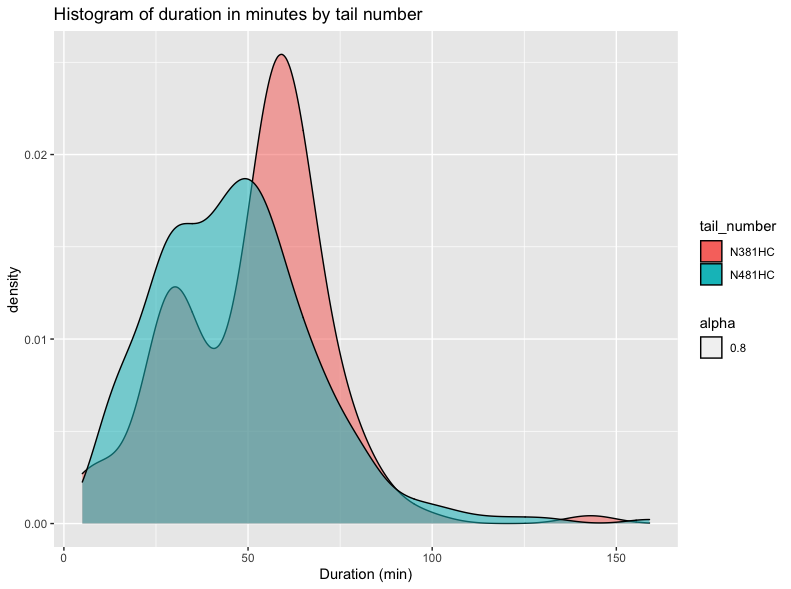 Histogram of duration in minutes by tail number
density
0.02
0.01
0.00
0
50
100
150
Duration (min)
tail_number
N381HC
N481HC
alpha
0.8